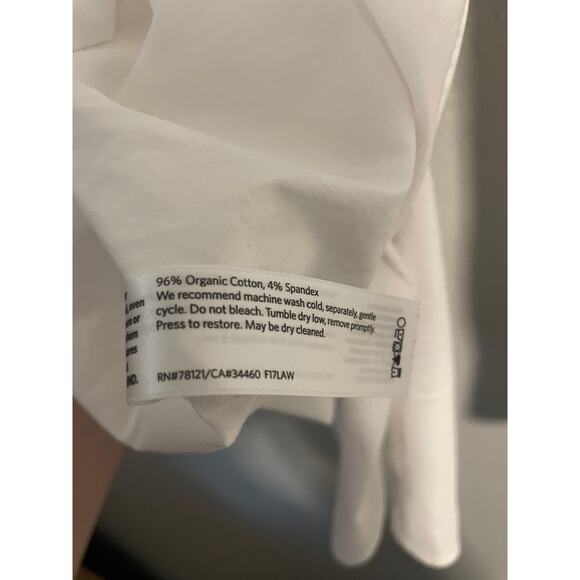 96% Organic Cotton, 4% Spandex
We recommend machine wash cold, separately, gentle
cycle. Do not bleach. Tumble dry low, remove promptly.
Press to restore. May be dry cleaned.
RN#78121/CA#34460 F17LAW
even